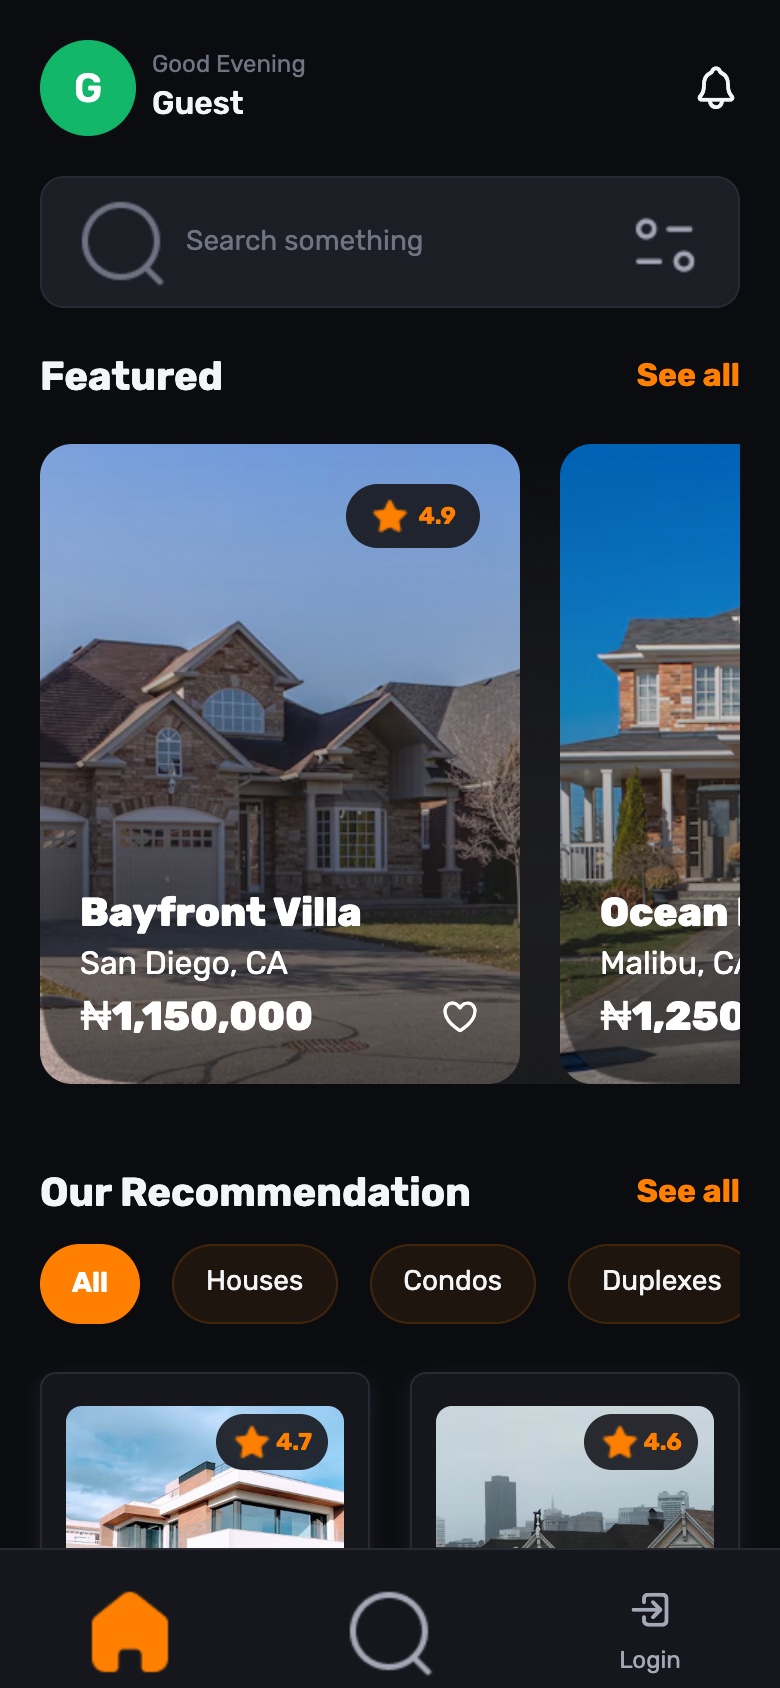 G
Good Evening
Guest
Search something
Featured
See all
4.9
Bayfront Villa
San Diego, CA
₦1,150,000
Ocean
Malibu, CA
₦1,250
Our Recommendation
See all
All
Houses
Condos
Duplexes
4.7
4.6
Login